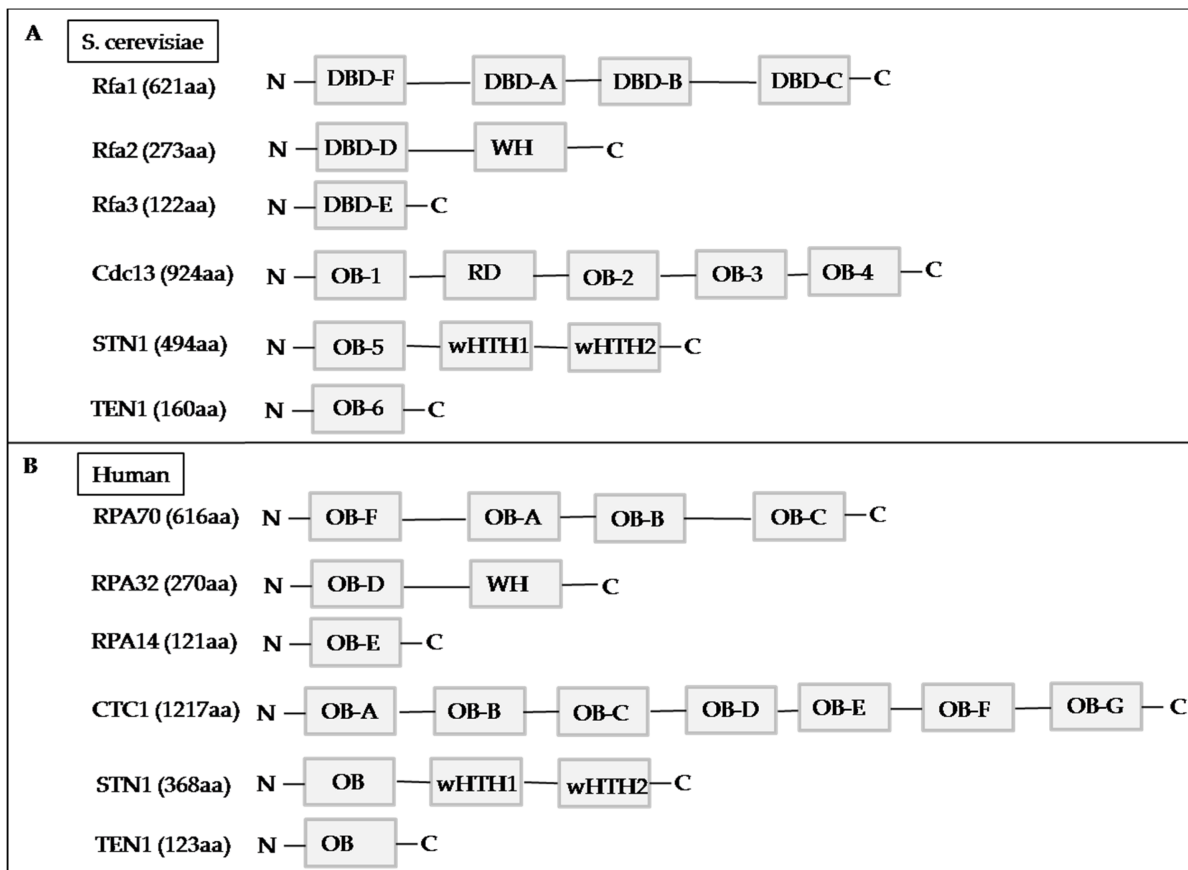 A S. cerevisiae
Rfa1 (621aa) N DBD-F DBD-A DBD-B DBD-C C
Rfa2 (273aa) N DBD-D WH C
Rfa3 (122aa) N DBD-E C
Cdc13 (924aa) N OB-1 RD OB-2 OB-3 OB-4 C
STN1 (494aa) N OB-5 wHTH1 wHTH2 C
TEN1 (160aa) N OB-6 C
B Human
RPA70 (616aa) N OB-F OB-A OB-B OB-C C
RPA32 (270aa) N OB-D WH C
RPA14 (121aa) N OB-E C
CTC1 (1217aa) N OB-A OB-B OB-C OB-D OB-E OB-F OB-G C
STN1 (368aa) N OB wHTH1 wHTH2 C
TEN1 (123aa) N OB C